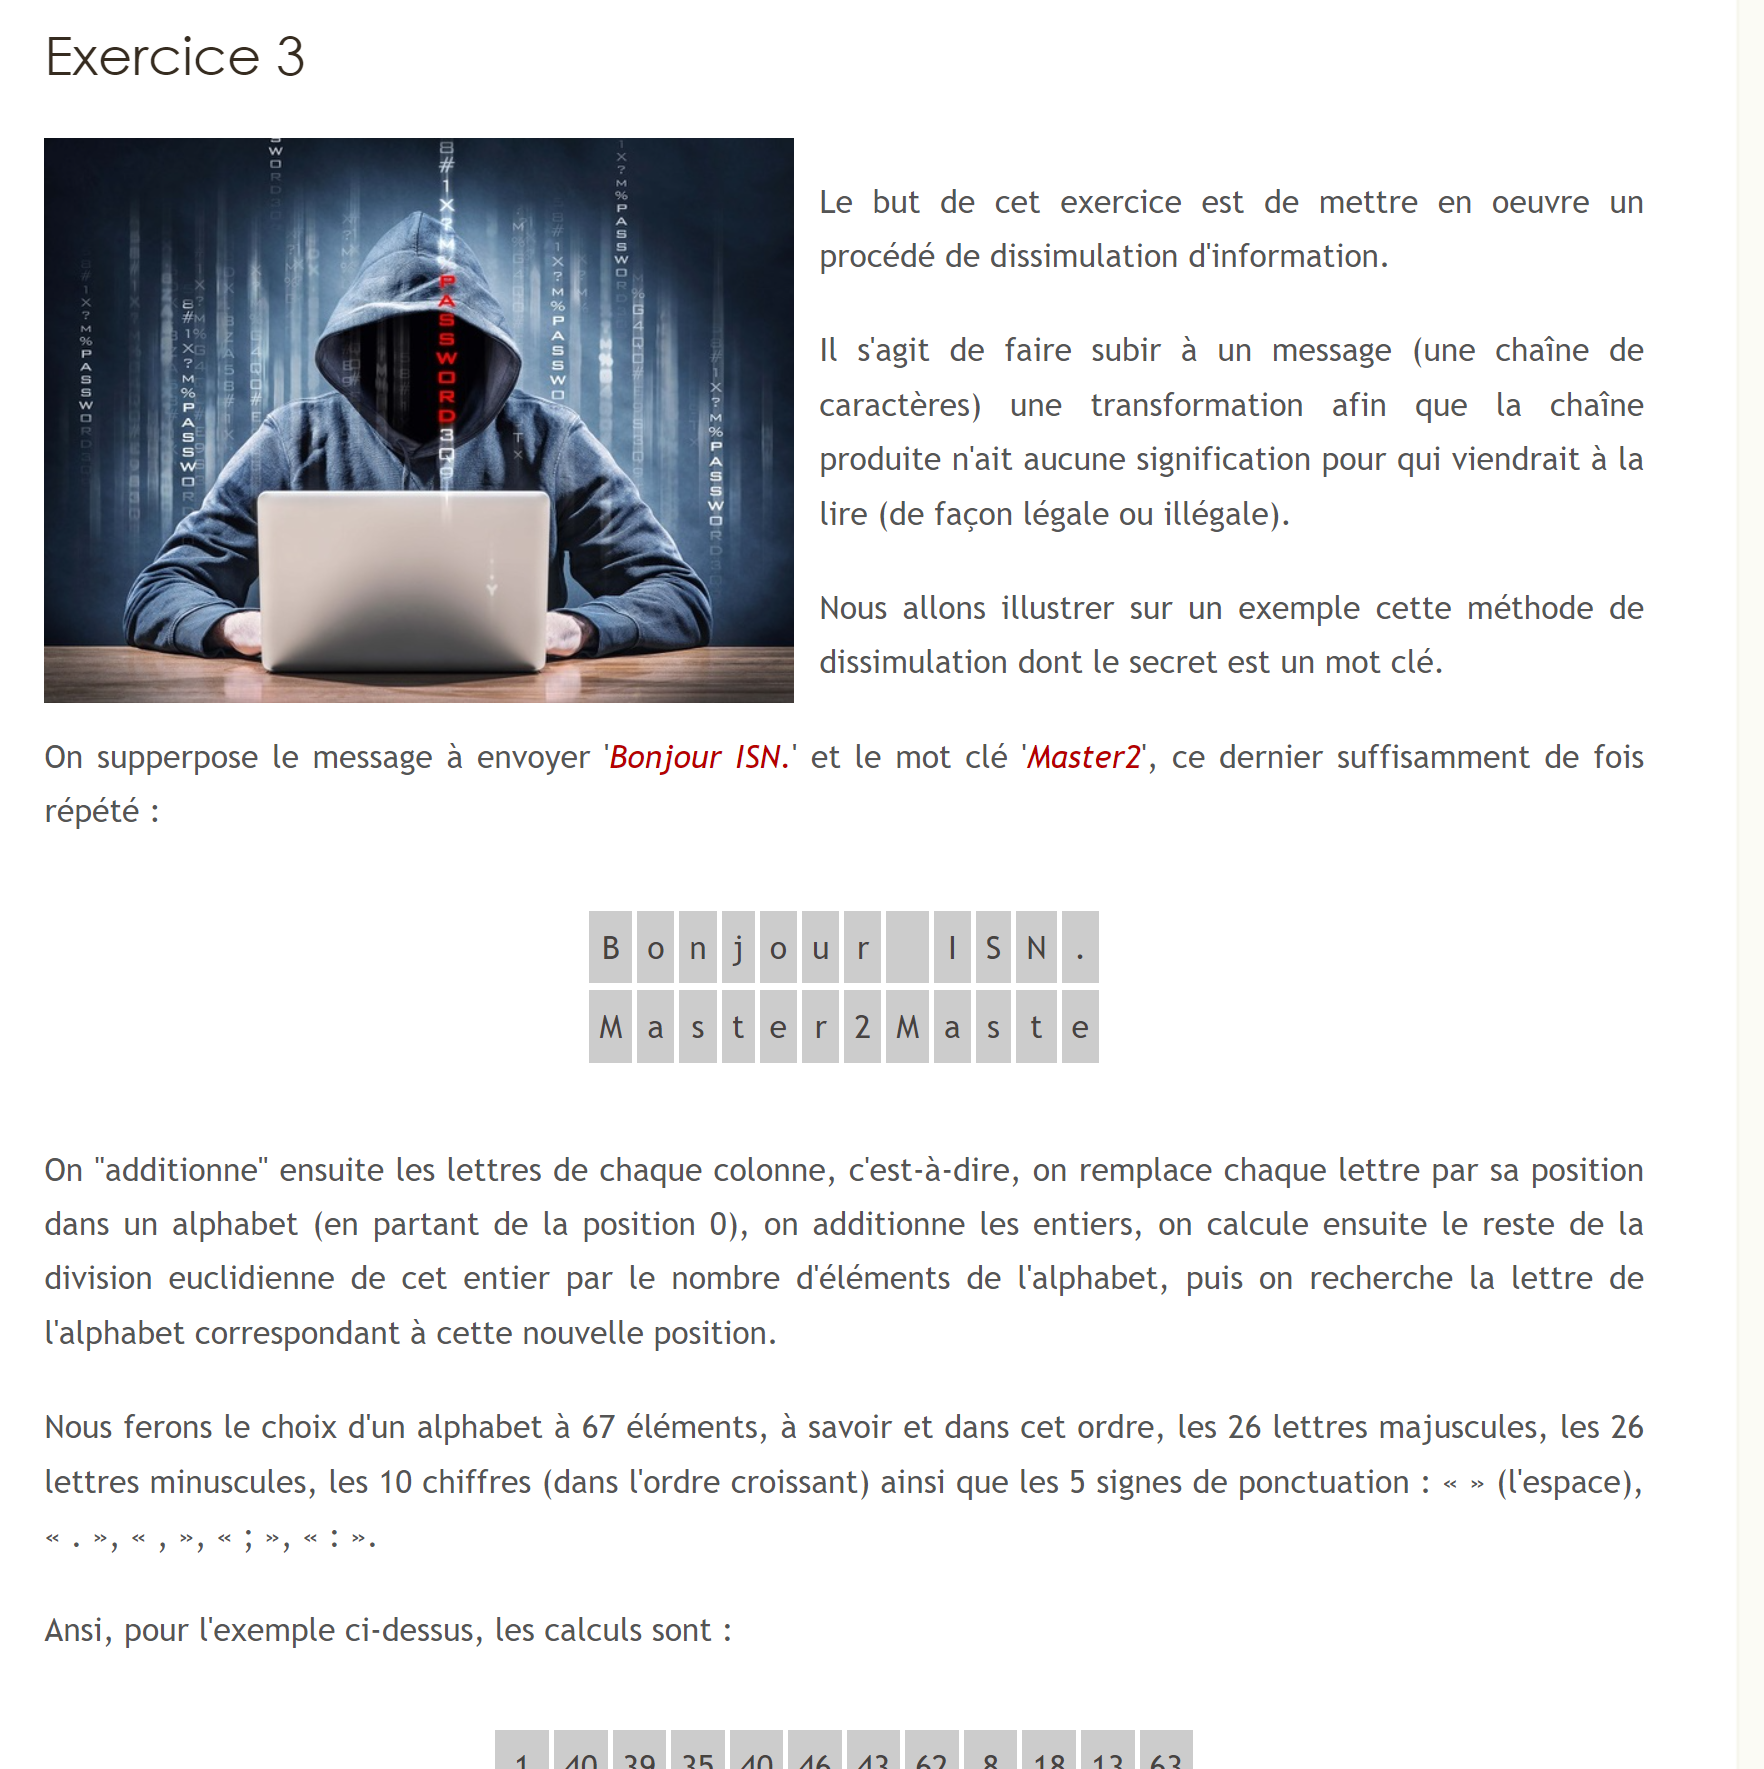 Exercice 3
Le but de cet exercice est de mettre en oeuvre un
procédé de dissimulation d'information.
Il s'agit de faire subir à un message (une chaîne de
caractères) une transformation afin que la chaîne
produite n'ait aucune signification pour qui viendrait à la
lire (de façon légale ou illégale).
Nous allons illustrer sur un exemple cette méthode de
dissimulation dont le secret est un mot clé.
On supperpose le message à envoyer 'Bonjour ISN.' et le mot clé 'Master2', ce dernier suffisamment de fois
répété :
B o n j o u r I S N .
M a s t e r 2 M a s t e
On "additionne" ensuite les lettres de chaque colonne, c'est-à-dire, on remplace chaque lettre par sa position
dans un alphabet (en partant de la position 0), on additionne les entiers, on calcule ensuite le reste de la
division euclidienne de cet entier par le nombre d'éléments de l'alphabet, puis on recherche la lettre de
l'alphabet correspondant à cette nouvelle position.
Nous ferons le choix d'un alphabet à 67 éléments, à savoir et dans cet ordre, les 26 lettres majuscules, les 26
lettres minuscules, les 10 chiffres (dans l'ordre croissant) ainsi que les 5 signes de ponctuation : « » (l'espace),
« . », « , », « ; », « : ».
Ansi, pour l'exemple ci-dessus, les calculs sont :
1 40 39 35 40 46 43 62 8 18 13 63